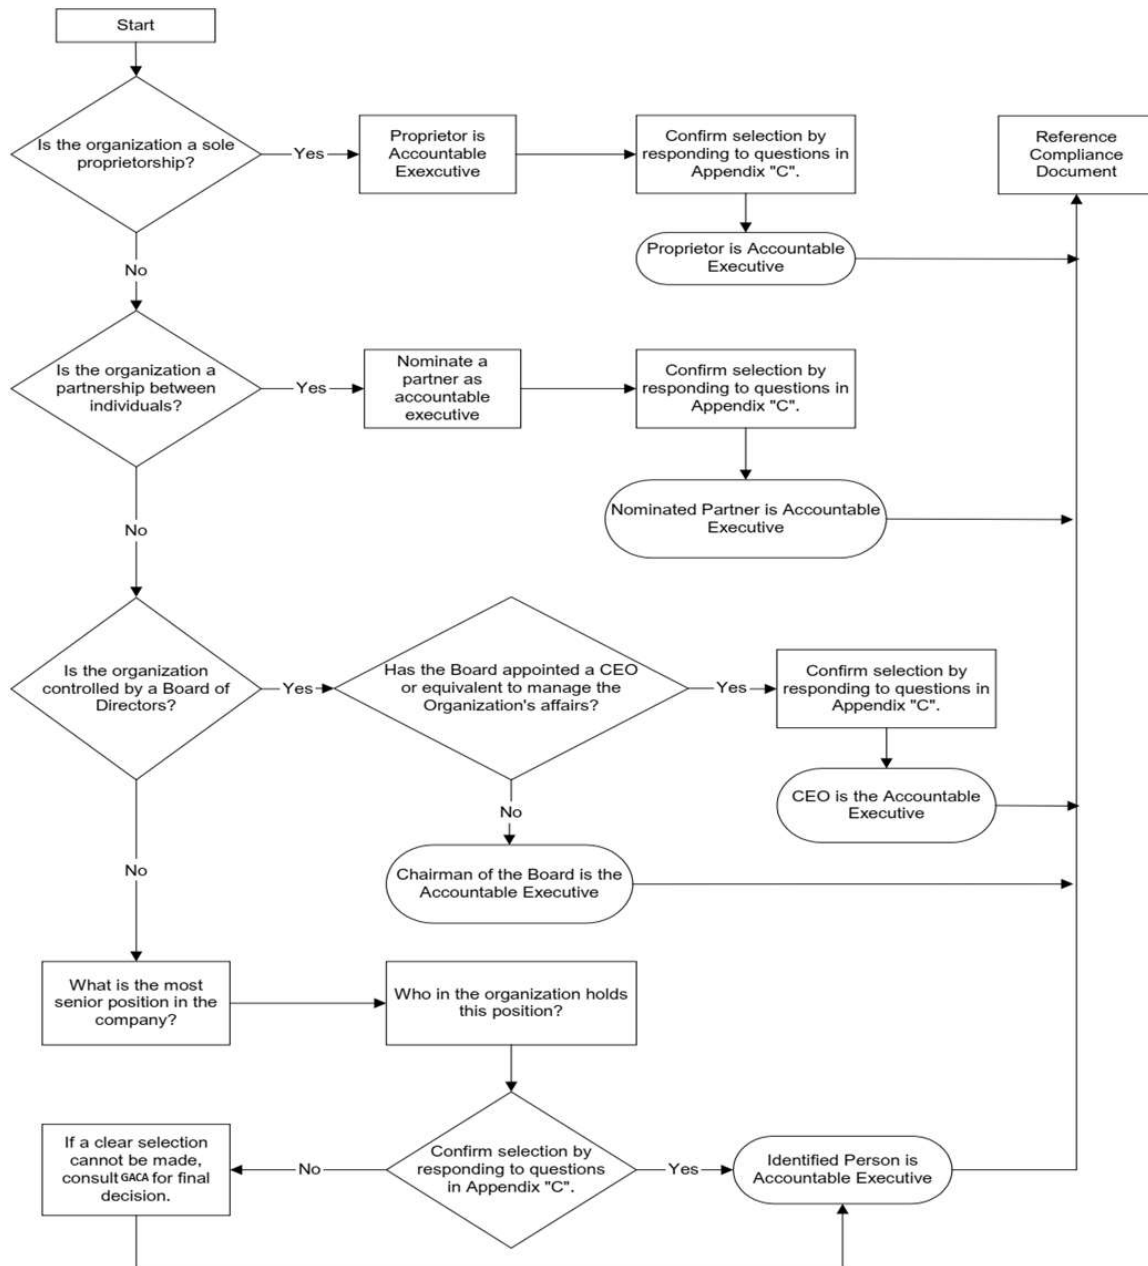 Start
Is the organization a sole
proprietorship?
Yes
Proprietor is
Accountable
Exexcutive
Confirm selection by
responding to questions in
Appendix "C".
Reference
Compliance
Document
Proprietor is Accountable
Executive
No
Is the organization a
partnership between
individuals?
Yes
Nominate a
partner as
accountable
executive
Confirm selection by
responding to questions in
Appendix "C".
Nominated Partner is Accountable
Executive
No
Is the organization
controlled by a Board of
Directors?
Yes
Has the Board appointed a CEO
or equivalent to manage the
Organization's affairs?
Yes
Confirm selection by
responding to questions in
Appendix "C".
CEO is the Accountable
Executive
No
Chairman of the Board is the
Accountable Executive
No
What is the most
senior position in the
company?
Who in the organization holds
this position?
Confirm selection by
responding to questions
in Appendix "C".
No
If a clear selection
cannot be made,
consult GACA for final
decision.
Yes
Identified Person is
Accountable Executive